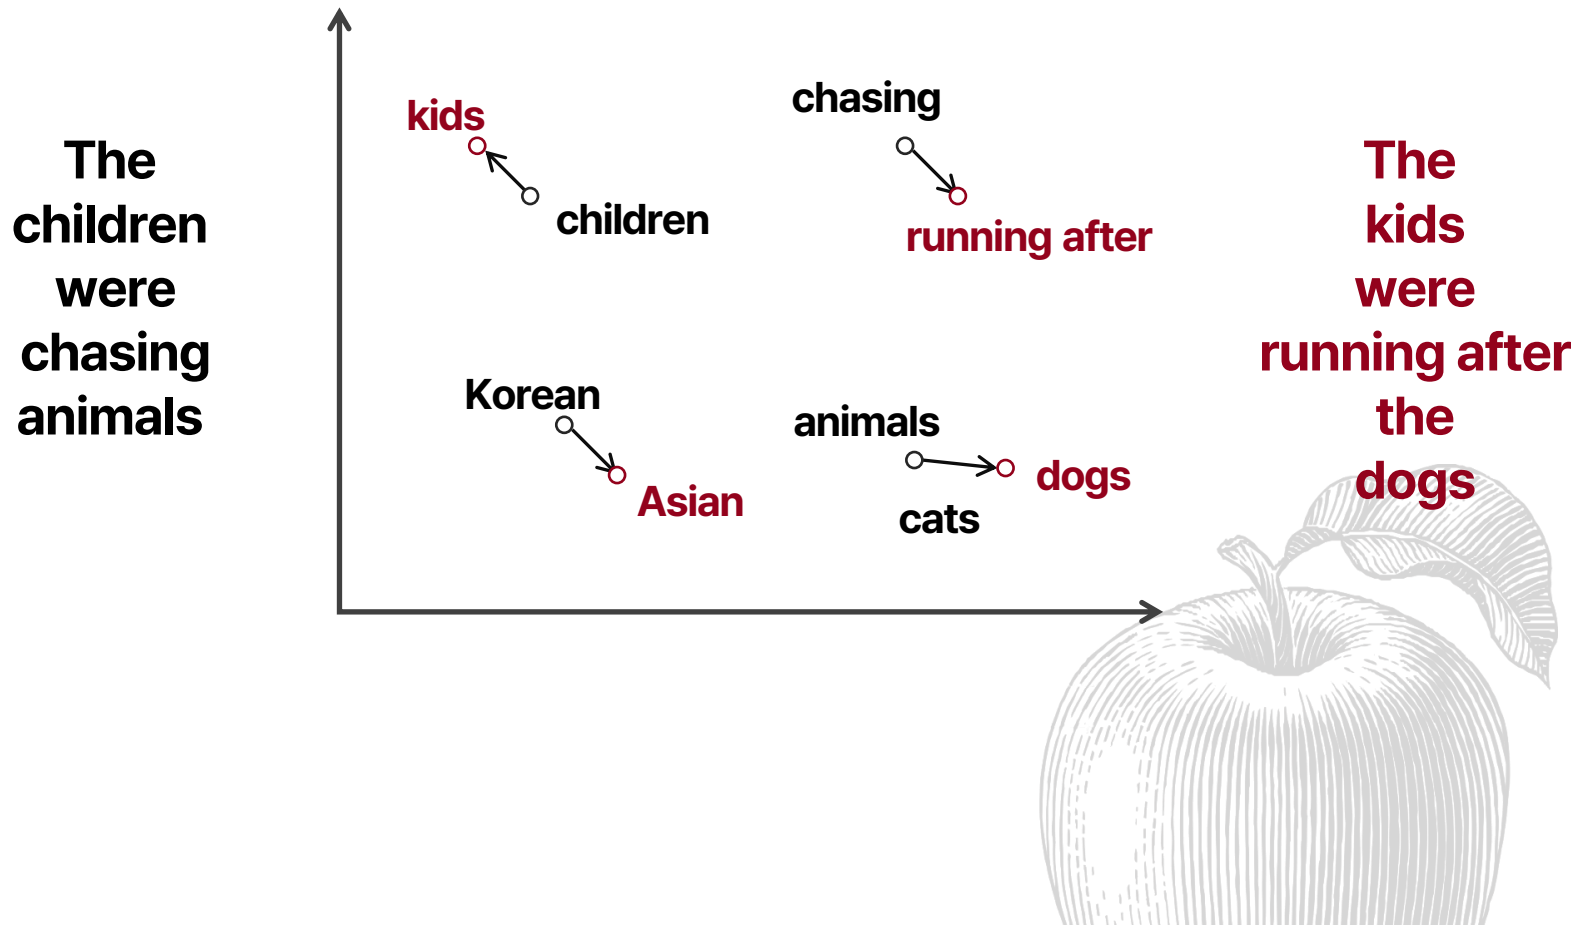 The
children
were
chasing
animals
kids
children
chasing
running after
Korean
Asian
animals
dogs
cats
The
kids
were
running after
the
dogs